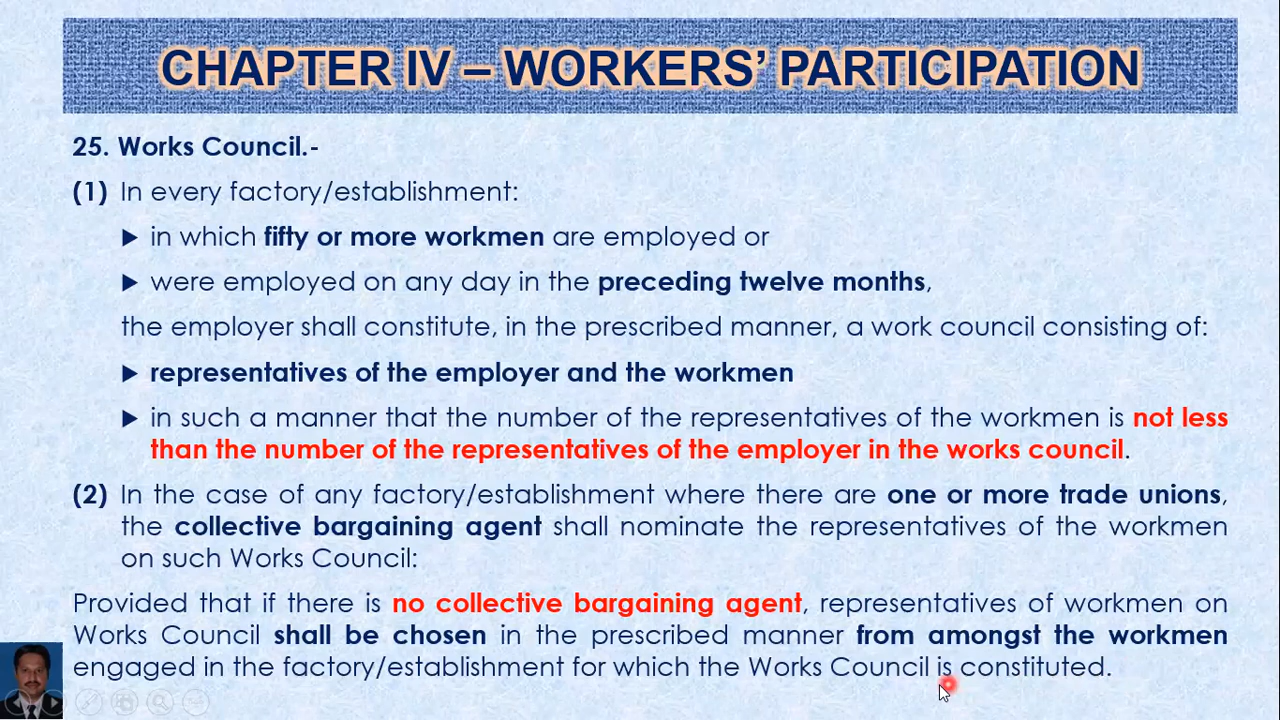 CHAPTER IV – WORKERS’ PARTICIPATION
25. Works Council.-
(1) In every factory/establishment:
► in which fifty or more workmen are employed or
► were employed on any day in the preceding twelve months,
the employer shall constitute, in the prescribed manner, a work council consisting of:
► representatives of the employer and the workmen
► in such a manner that the number of the representatives of the workmen is not less
than the number of the representatives of the employer in the works council.
(2) In the case of any factory/establishment where there are one or more trade unions,
the collective bargaining agent shall nominate the representatives of the workmen
on such Works Council:
Provided that if there is no collective bargaining agent, representatives of workmen on
Works Council shall be chosen in the prescribed manner from amongst the workmen
engaged in the factory/establishment for which the Works Council is constituted.